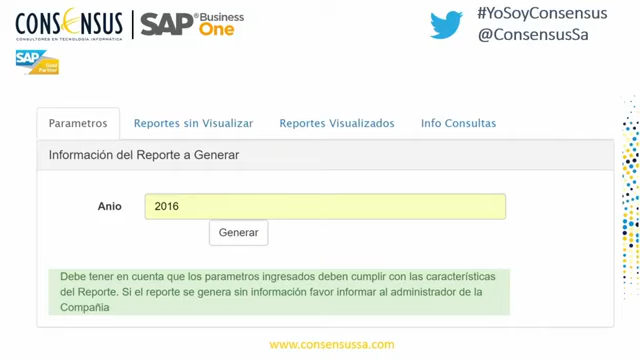 CONSENSUS
CONSULTORES EN TECNOLOGÍA INFORMÁTICA
SAP Business One
#YoSoyConsensus
@ConsensusSa
SAP Gold Partner
Parametros Reportes sin Visualizar Reportes Visualizados Info Consultas
Información del Reporte a Generar
Anio 2016
Generar
Debe tener en cuenta que los parametros ingresados deben cumplir con las características
del Reporte. Si el reporte se genera sin información favor informar al administrador de la
Compañia
www.consensussa.com